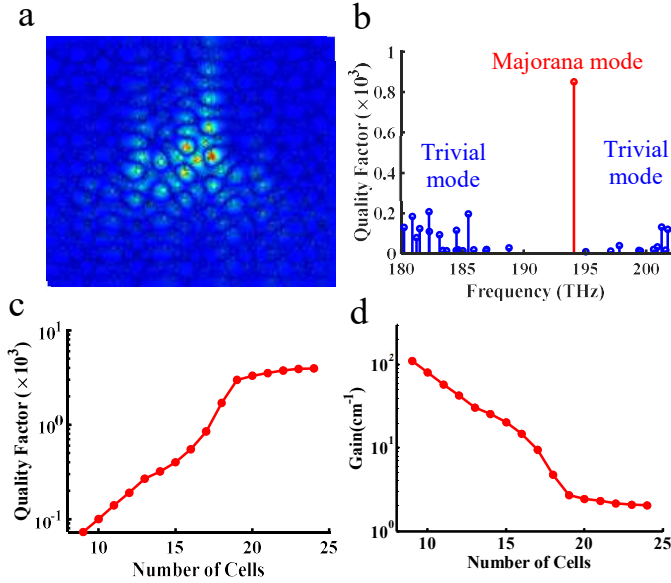 a
b
Majorana mode
Trivial
mode
Trivial
mode
1
0.8
0.6
0.4
0.2
0
Quality Factor (×10³)
180
185
190
195
200
Frequency (THz)
c
10¹
10⁰
10⁻¹
Quality Factor (×10³)
10
15
20
25
Number of Cells
d
10²
10¹
10⁰
Gain(cm⁻¹)
10
15
20
25
Number of Cells